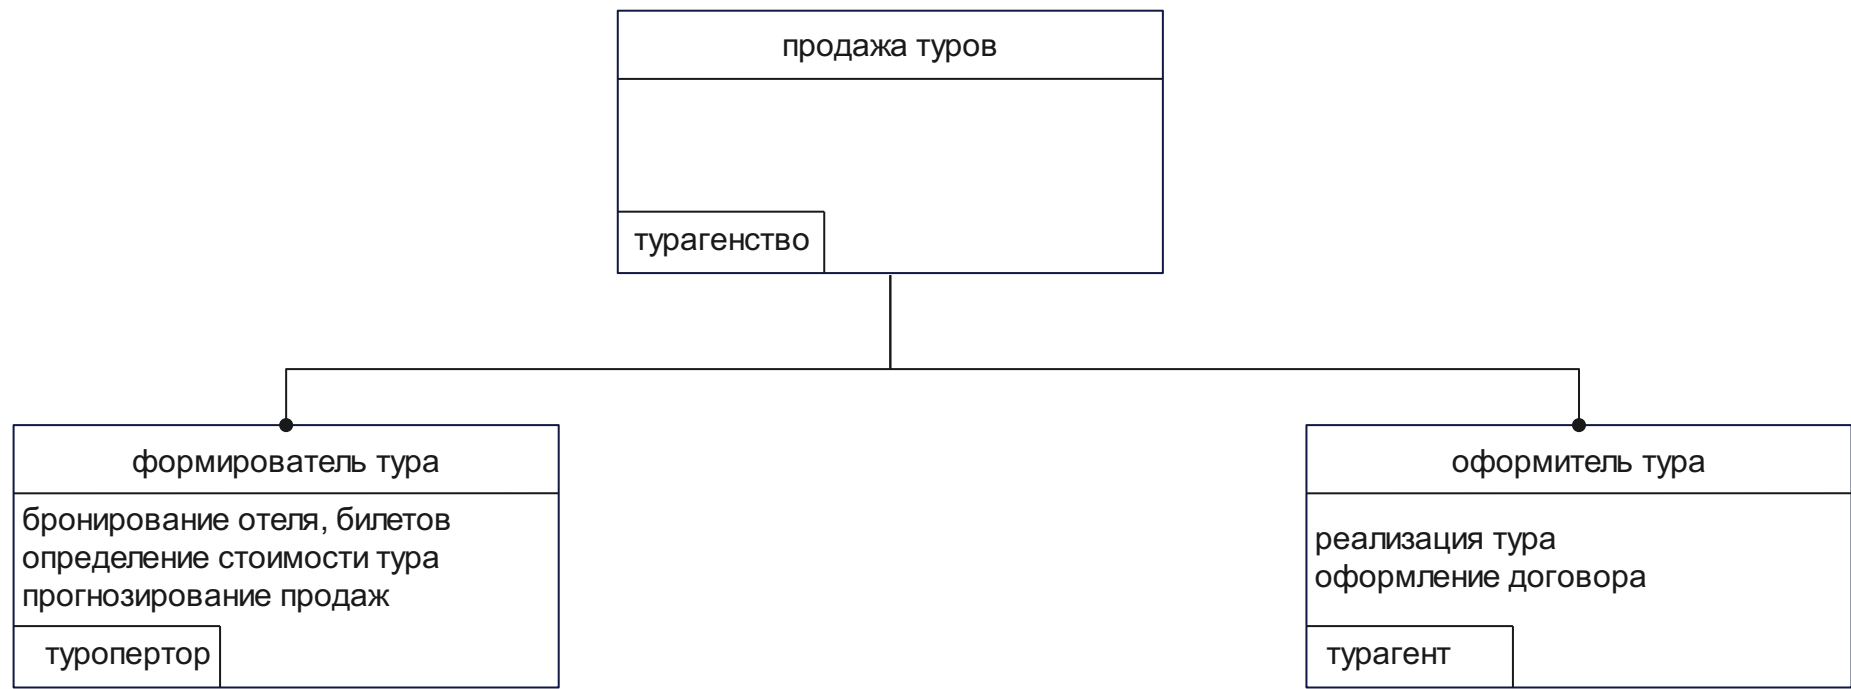 продажа туров
турагенство
формирователь тура
бронирование отеля, билетов
определение стоимости тура
прогнозирование продаж
туропертор
оформитель тура
реализация тура
оформление договора
турагент